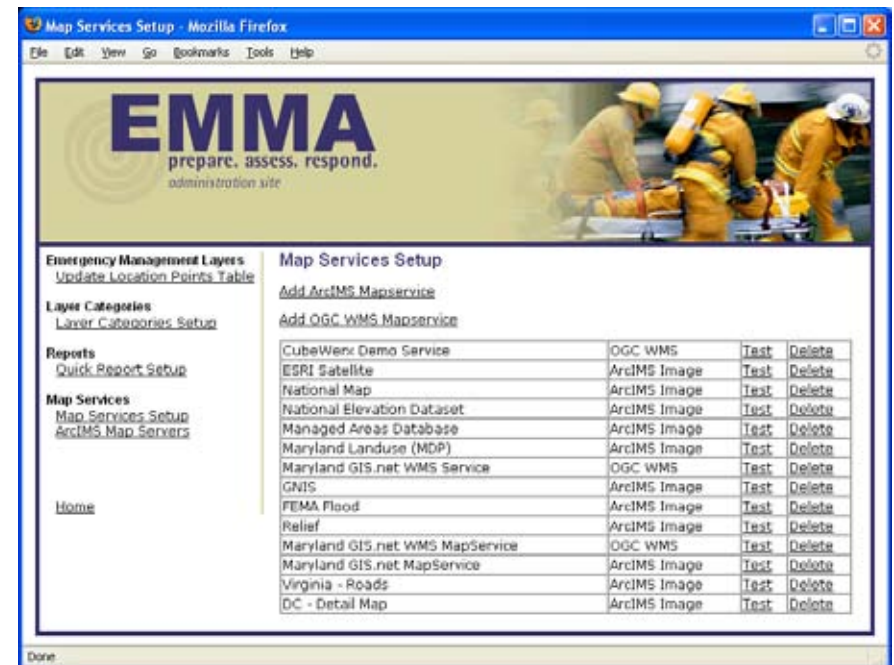 Map Services Setup - Mozilla Firefox
File Edit View Go Bookmarks Tools Help
EMMA
prepare. assess. respond.
administration site
Emergency Management Layers
Update Location Points Table
Layer Categories
Layer Categories Setup
Reports
Quick Report Setup
Map Services
Map Services Setup
ArcIMS Map Servers
Home
Map Services Setup
Add ArcIMS Mapservice
Add OGC WMS Mapservice
CubeWerx Demo Service OGC WMS Test Delete
ESRI Satellite ArcIMS Image Test Delete
National Map ArcIMS Image Test Delete
National Elevation Dataset ArcIMS Image Test Delete
Managed Areas Database ArcIMS Image Test Delete
Maryland Landuse (MDP) ArcIMS Image Test Delete
Maryland GIS.net WMS Service OGC WMS Test Delete
GNIS ArcIMS Image Test Delete
FEMA Flood ArcIMS Image Test Delete
Relief ArcIMS Image Test Delete
Maryland GIS.net WMS MapService OGC WMS Test Delete
Maryland GIS.net MapService ArcIMS Image Test Delete
Virginia - Roads ArcIMS Image Test Delete
DC - Detail Map ArcIMS Image Test Delete
Done